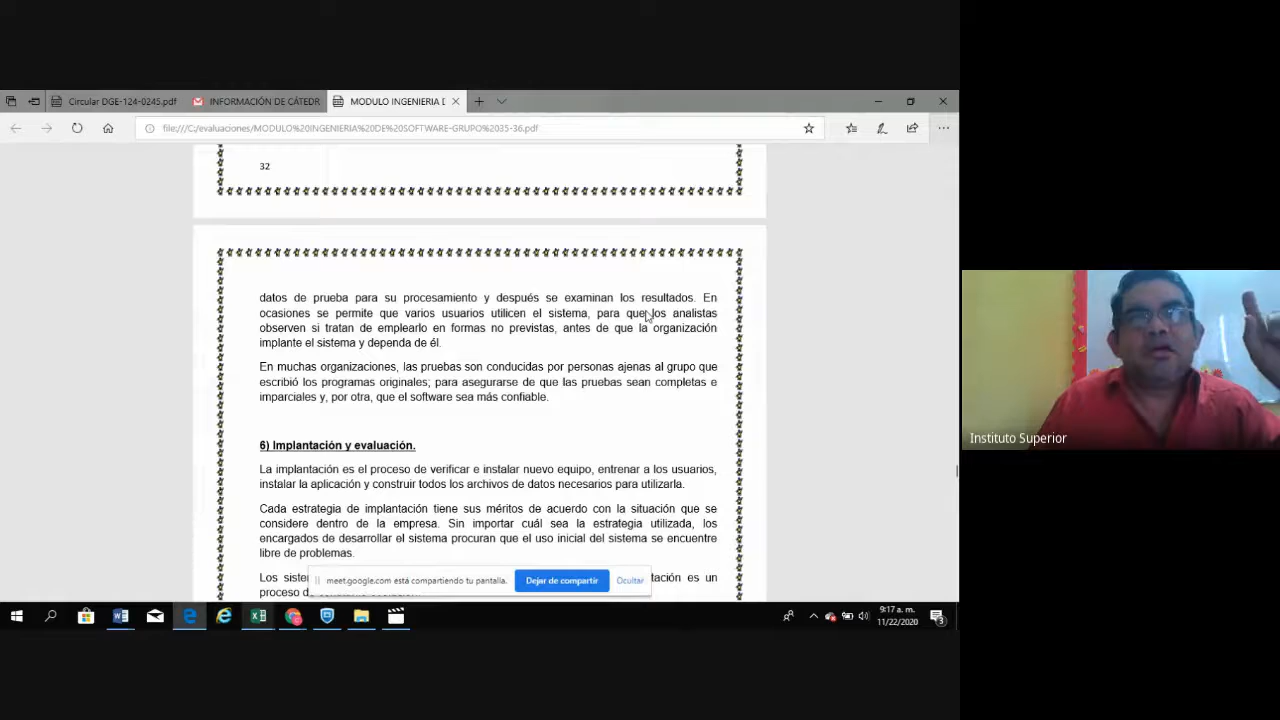 Circular DGE-124-0245.pdf
INFORMACIÓN DE CÁTEDR
MODULO INGENIERIA D
file:///C:/evaluaciones/MODULO%20INGENIERIA%20DE%20SOFTWARE-GRUPO%2035-36.pdf
32
datos de prueba para su procesamiento y después se examinan los resultados. En
ocasiones se permite que varios usuarios utilicen el sistema, para que los analistas
observen si tratan de emplearlo en formas no previstas, antes de que la organización
implante el sistema y dependa de él.
En muchas organizaciones, las pruebas son conducidas por personas ajenas al grupo que
escribió los programas originales; para asegurarse de que las pruebas sean completas e
imparciales y, por otra, que el software sea más confiable.
6) Implantación y evaluación.
La implantación es el proceso de verificar e instalar nuevo equipo, entrenar a los usuarios,
instalar la aplicación y construir todos los archivos de datos necesarios para utilizarla.
Cada estrategia de implantación tiene sus méritos de acuerdo con la situación que se
considere dentro de la empresa. Sin importar cuál sea la estrategia utilizada, los
encargados de desarrollar el sistema procuran que el uso inicial del sistema se encuentre
libre de problemas.
Los sistem tación es un
proceso d
meet.google.com está compartiendo tu pantalla.
Dejar de compartir
Ocultar
9:17 a. m.
11/22/2020
3
Instituto Superior